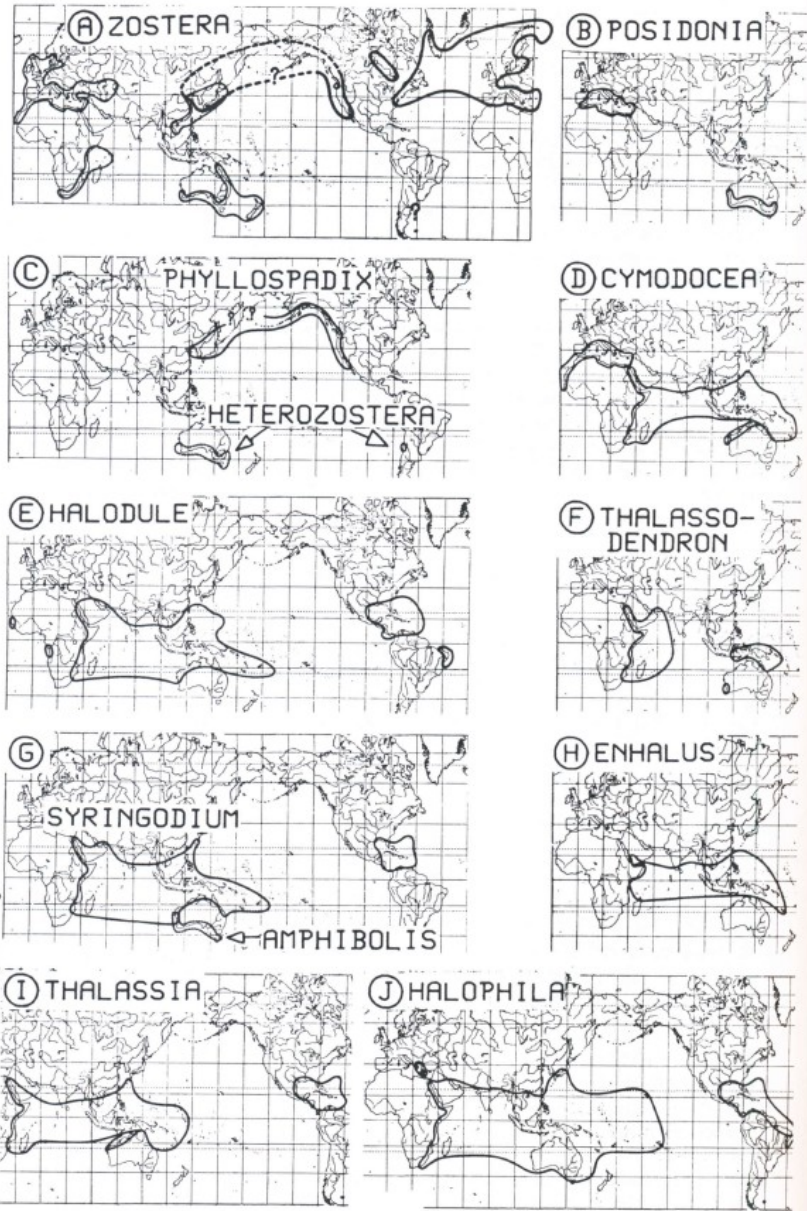 A ZOSTERA
?
B POSIDONIA
C
PHYLLOSPADIX
? ?
HETEROZOSTERA
D CYMODOCEA
E HALODULE
F THALASSO-
DENDRON
G
SYRINGODIUM
AMPHIBOLIS
H ENHALUS
I THALASSIA
J HALOPHILA